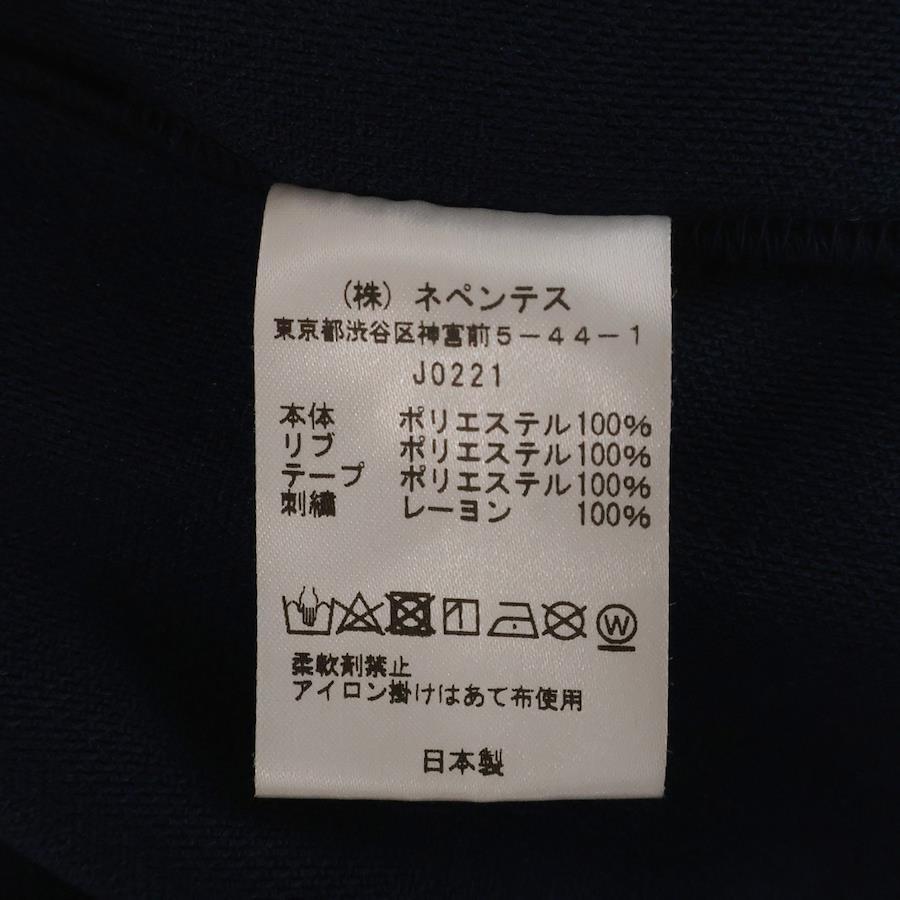 (株) ネペンテス
東京都渋谷区神宮前5-44-1
J0221
本体 ポリエステル100%
リブ ポリエステル100%
テープ ポリエステル100%
刺繍 レーヨン 100%
W
柔軟剤禁止
アイロン掛けはあて布使用
日本製